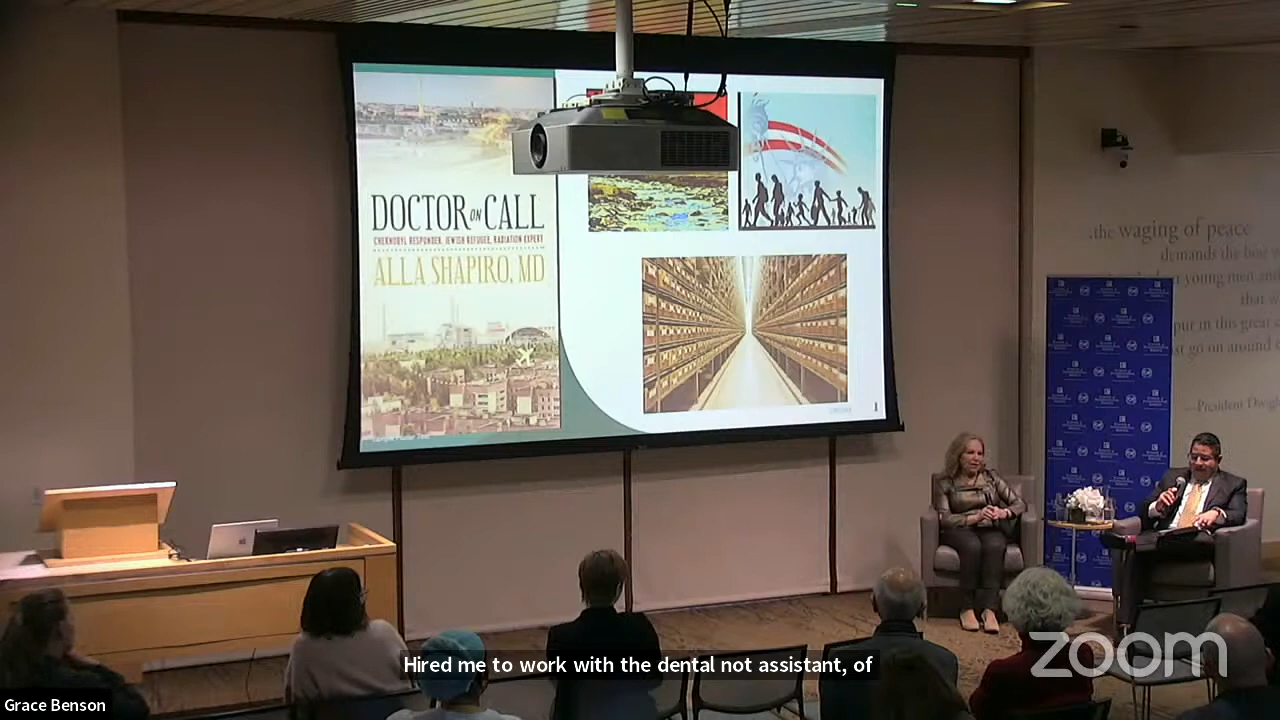 DOCTOR ON CALL
CHERNOBYL RESPONDER, JEWISH REFUGEE, RADIATION EXPERT
ALLA SHAPIRO, MD
1
...the waging of peace
demands the best
young men and
that
put in this great
go on around
—President Dwight
Hired me to work with the dental not assistant, of
Grace Benson
zoom